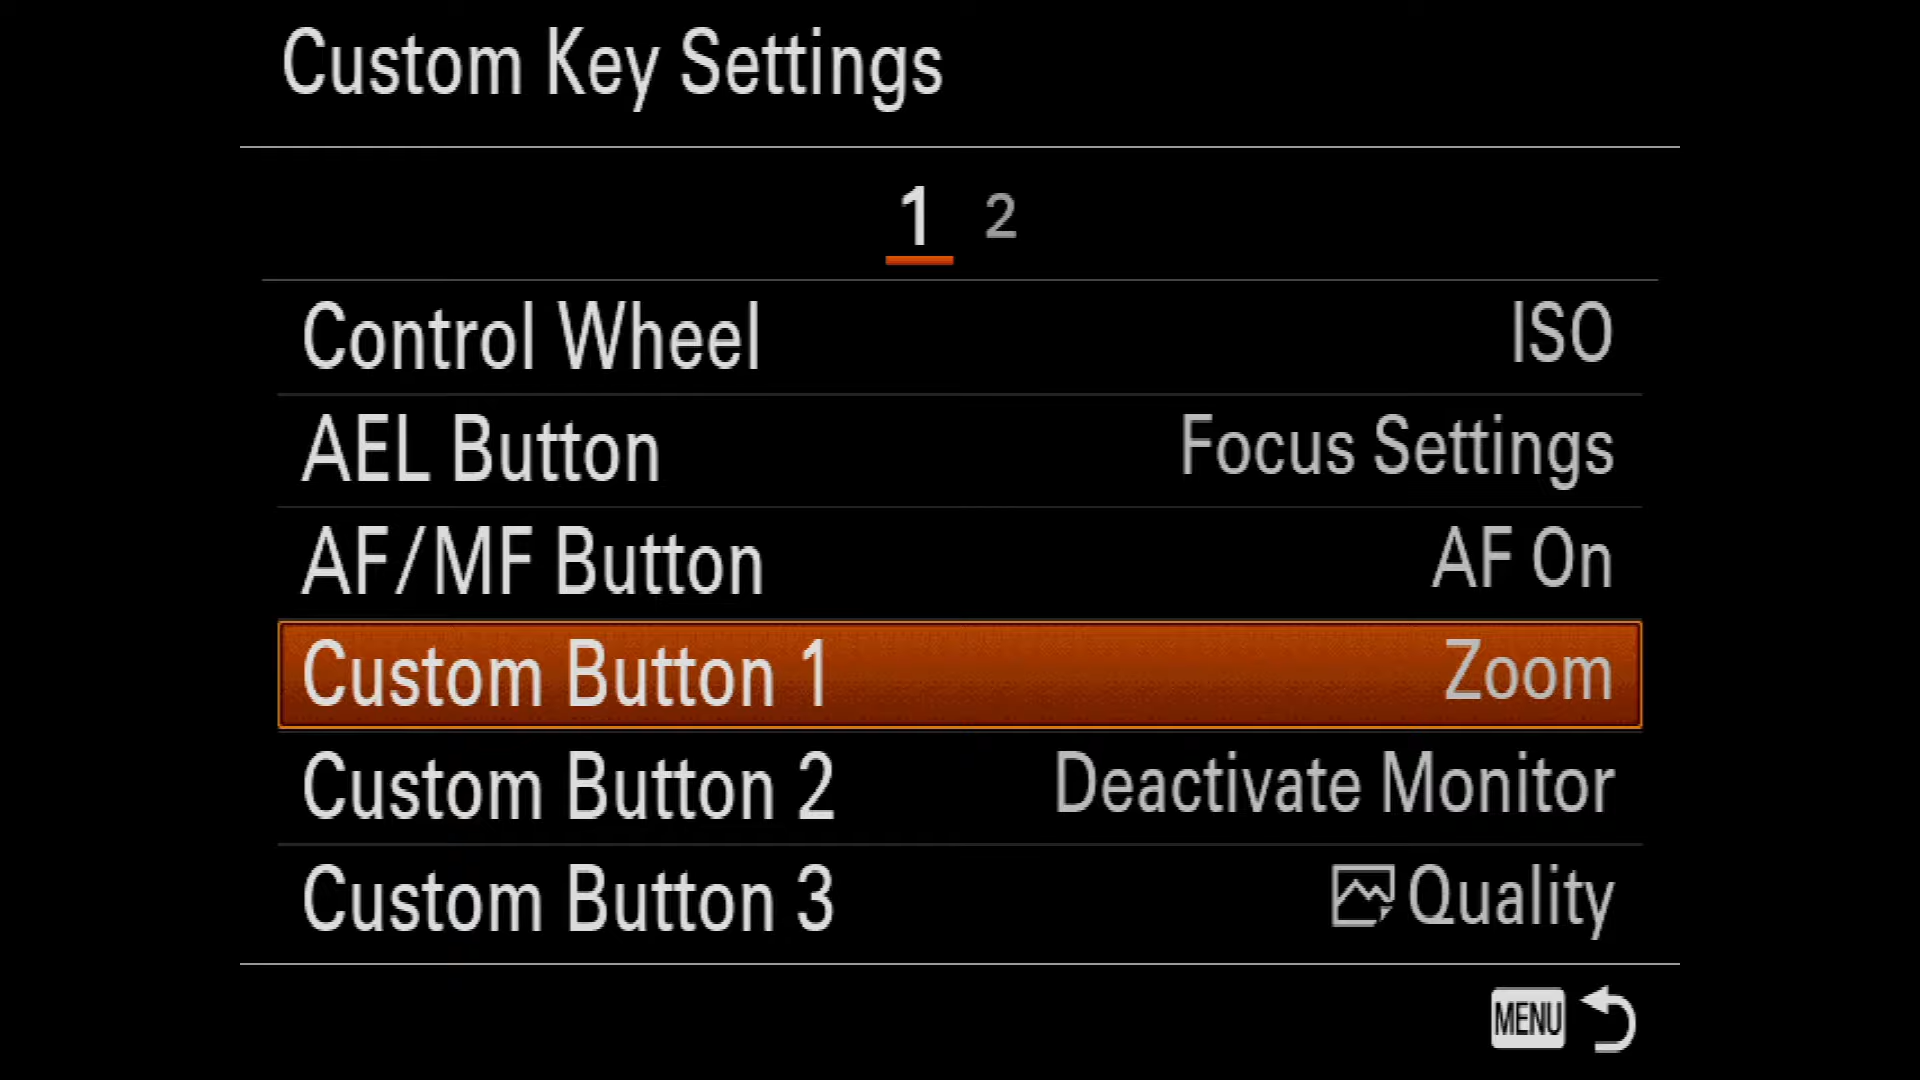 Custom Key Settings
1 2
Control Wheel ISO
AEL Button Focus Settings
AF/MF Button AF On
Custom Button 1 Zoom
Custom Button 2 Deactivate Monitor
Custom Button 3 Quality
MENU